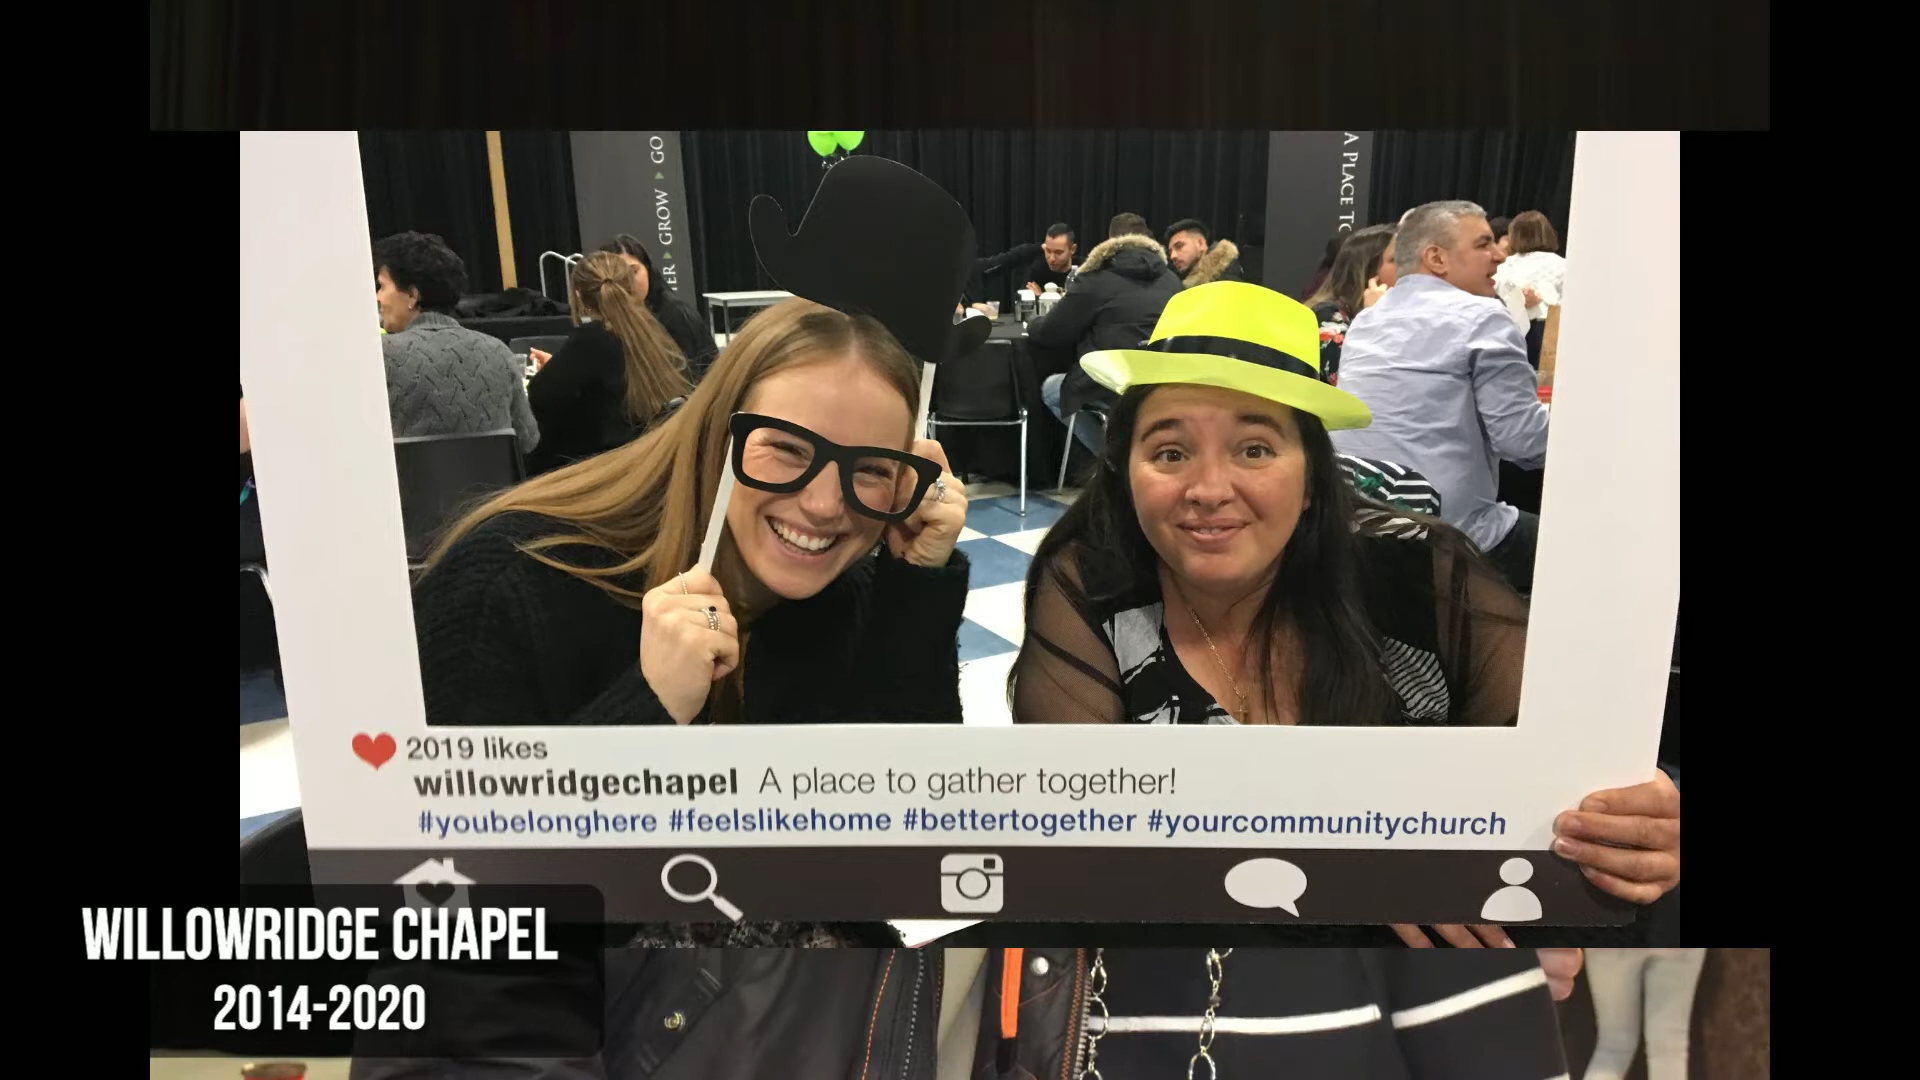 ER ▸ GROW ▸ GO
A PLACE TO
2019 likes
willowridgechapel A place to gather together!
#youbelonghere #feelslikehome #bettertogether #yourcommunitychurch
WILLOWRIDGE CHAPEL
2014-2020